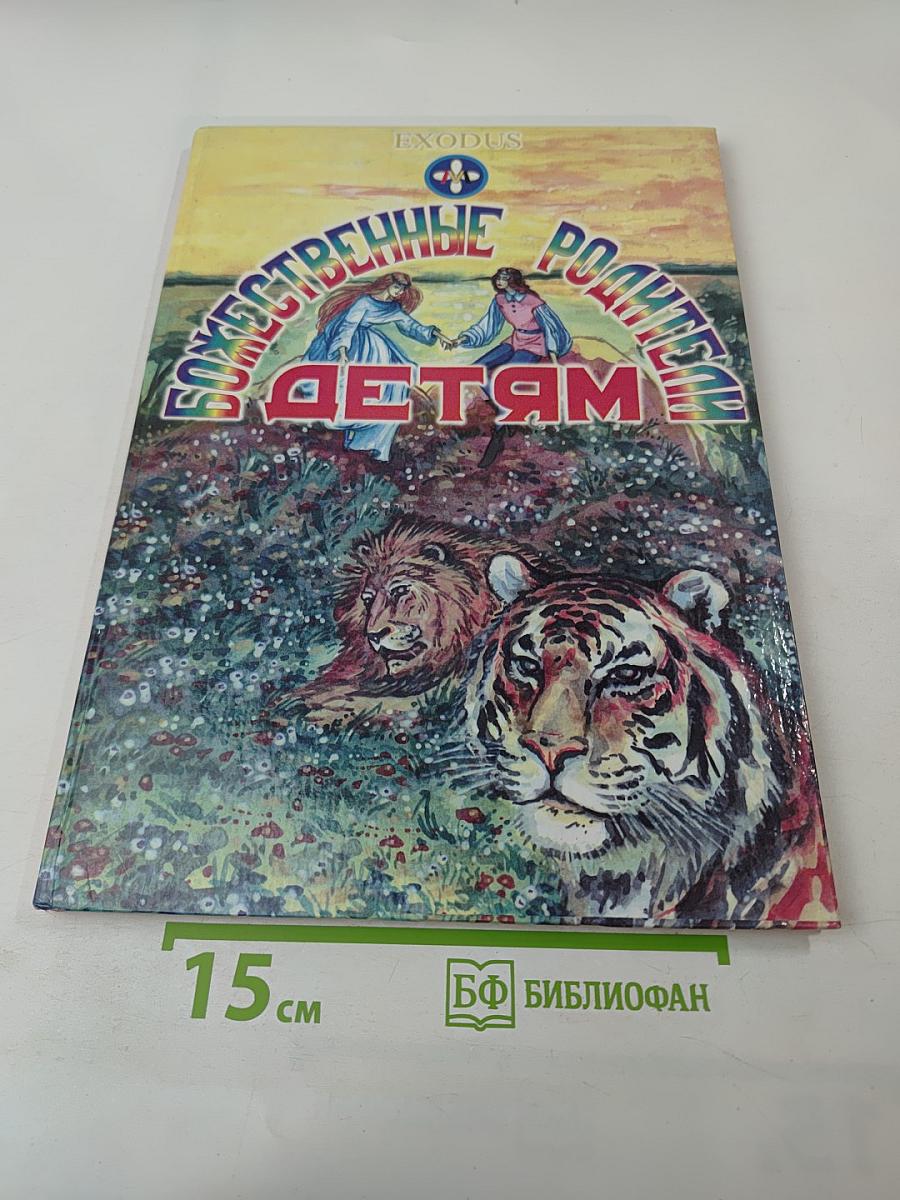 EXODUS
БОЖЕСТВЕННЫЕ РОДИТЕЛИ
ДЕТЯМ
15 см
БФ БИБЛИОФАН